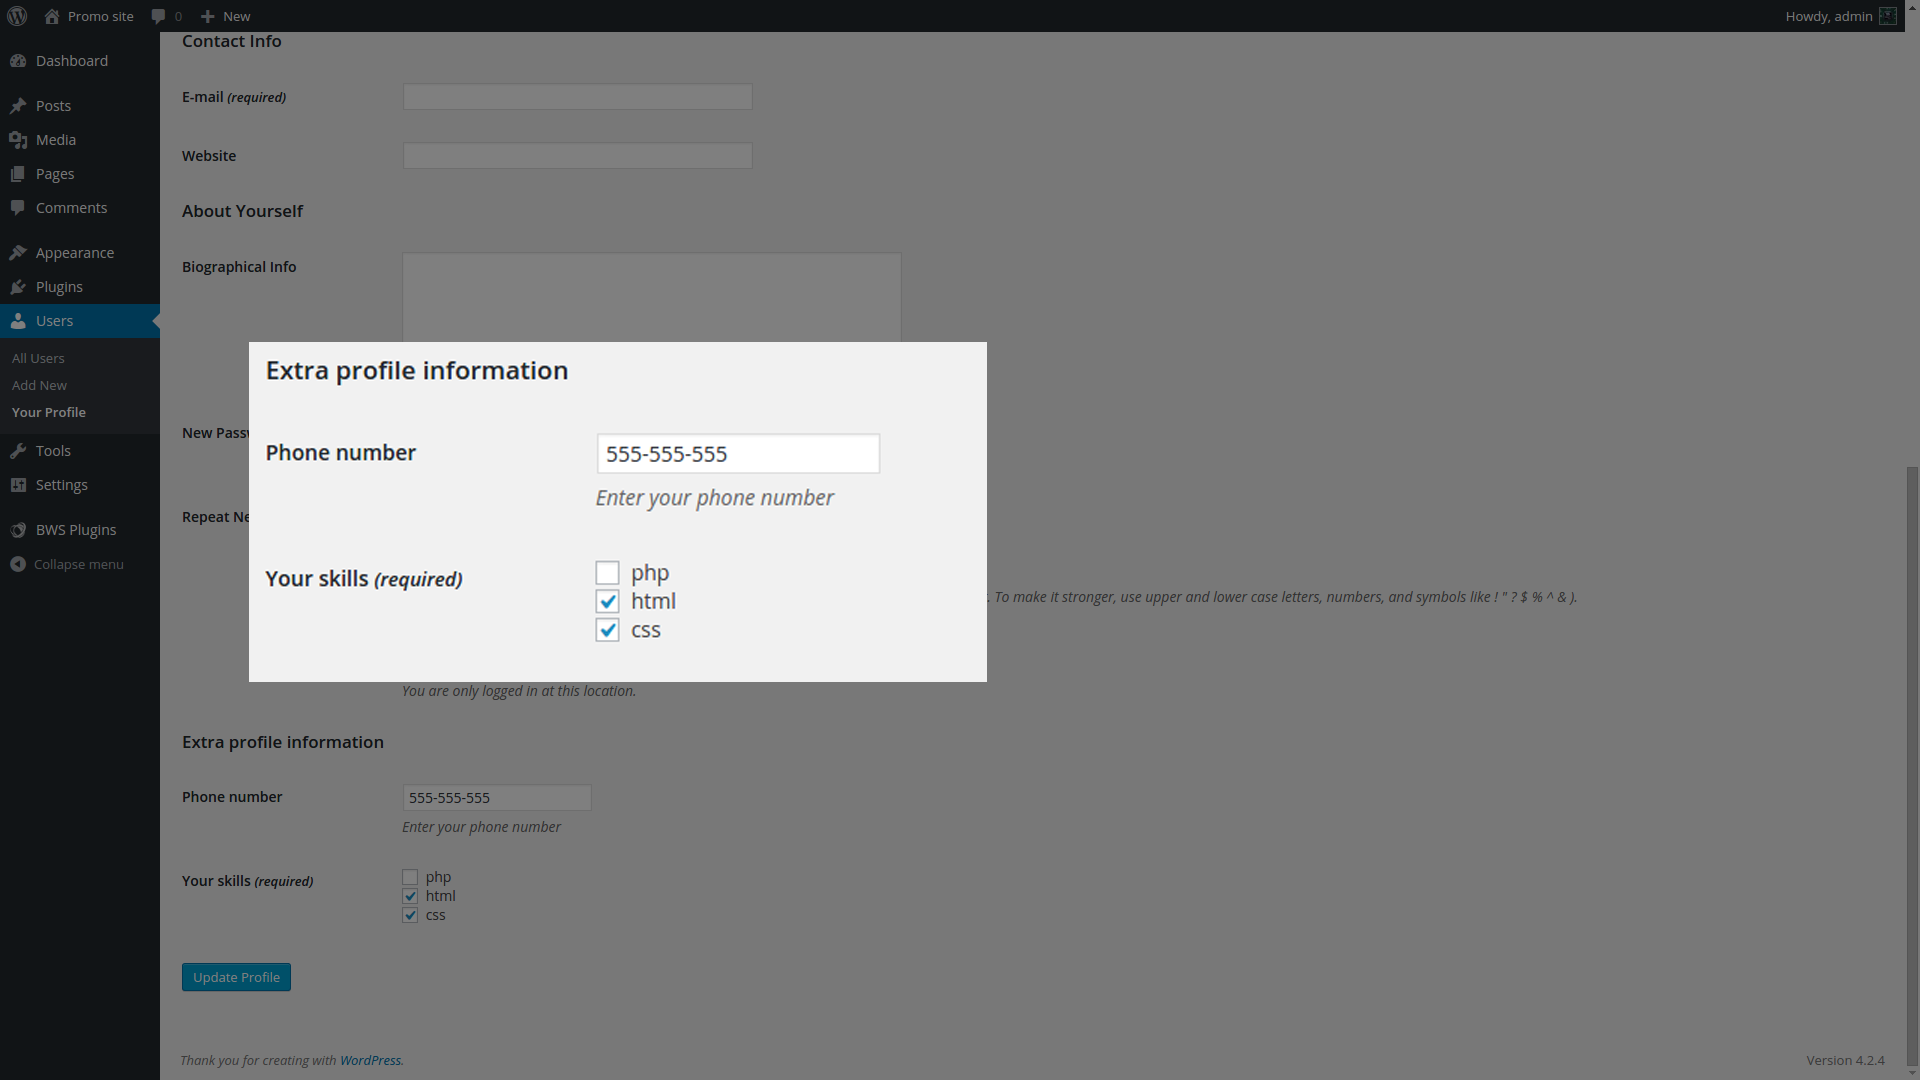 Promo site 0 New Howdy, admin
Dashboard
Posts
Media
Pages
Comments
Appearance
Plugins
Users
All Users
Add New
Your Profile
Tools
Settings
BWS Plugins
Collapse menu
Contact Info
E-mail (required)
Website
About Yourself
Biographical Info
New Passw
Repeat Ne
. To make it stronger, use upper and lower case letters, numbers, and symbols like ! " ? $ % ^ & ).
Extra profile information
Phone number 555-555-555
Enter your phone number
Your skills (required) php
html
css
You are only logged in at this location.
Extra profile information
Phone number 555-555-555
Enter your phone number
Your skills (required) php
html
css
Update Profile
Thank you for creating with WordPress. Version 4.2.4